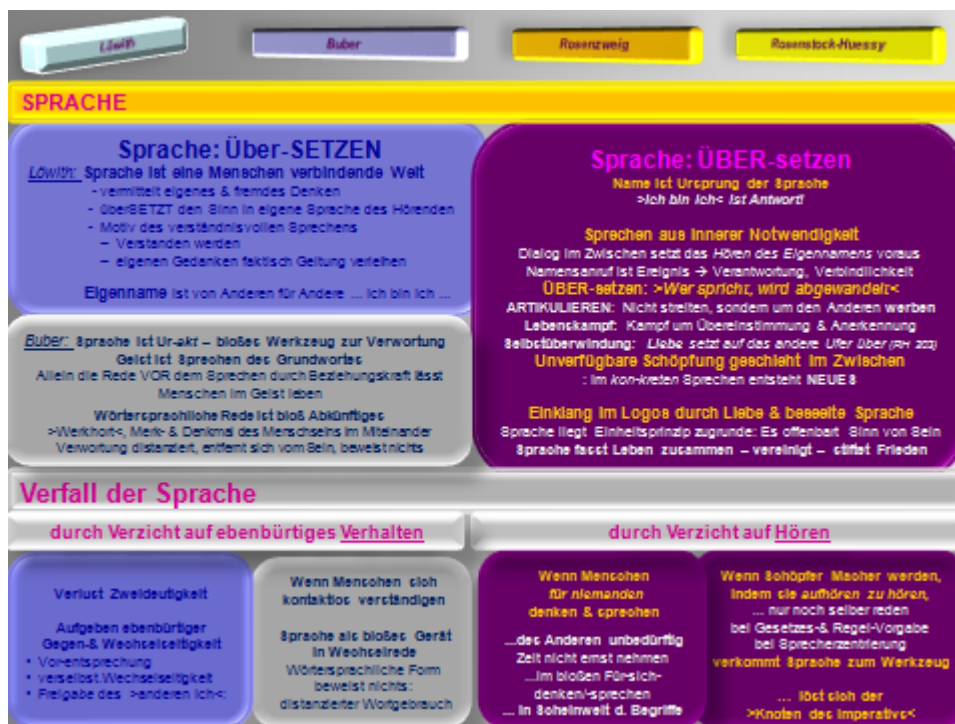 Löwith
Buber
Rosenzweig
Rosenstock-Huessy
SPRACHE
Sprache: Über-SETZEN
Löwith: Sprache ist eine Menschen verbindende Welt
- vermittelt eigenes & fremdes Denken
- überSETZT den Sinn in eigene Sprache des Hörenden
- Motiv des verständnisvollen Sprechens
– Verstanden werden
– eigenen Gedanken faktisch Geltung verleihen
Eigenname ist von Anderen für Andere ... ich bin ich ...
Buber: Sprache ist Ur-akt – bloßes Werkzeug zur Verwortung
Geist ist Sprechen des Grundwortes
Allein die Rede VOR dem Sprechen durch Beziehungskraft lässt
Menschen im Geist leben
Wörtersprachliche Rede ist bloß Abkünftiges
>Werkhort<, Merk- & Denkmal des Menschseins im Miteinander
Verwortung distanziert, entfernt sich vom Sein, beweist nichts
Sprache: ÜBER-setzen
Name ist Ursprung der Sprache
>Ich bin ich< ist Antwort!
Sprechen aus innerer Notwendigkeit
Dialog im Zwischen setzt das Hören des Eigennamens voraus
Namensanruf ist Ereignis → Verantwortung, Verbindlichkeit
ÜBER-setzen: >Wer spricht, wird abgewandelt<
ARTIKULIEREN: Nicht streiten, sondern um den Anderen werben
Lebenskampf: Kampf um Übereinstimmung & Anerkennung
Selbstüberwindung: Liebe setzt auf das andere Ufer über (RH 203)
Unverfügbare Schöpfung geschieht im Zwischen
: im kon-kreten Sprechen entsteht NEUES
Einklang im Logos durch Liebe & beseelte Sprache
Sprache liegt Einheitsprinzip zugrunde: Es offenbart Sinn von Sein
Sprache fasst Leben zusammen – vereinigt – stiftet Frieden
Verfall der Sprache
durch Verzicht auf ebenbürtiges Verhalten
durch Verzicht auf Hören
Verlust Zweideutigkeit
Aufgeben ebenbürtiger
Gegen-& Wechselseitigkeit
• Vor-entsprechung
• verselbst.Wechselseitigkeit
• Freigabe des >anderen ich<:
Wenn Menschen sich
kontaktlos verständigen
Sprache als bloßes Gerät
in Wechselrede
Wörtersprachliche Form
beweist nichts:
distanzierter Wortgebrauch
Wenn Menschen
für niemanden
denken & sprechen
...des Anderen unbedürftig
Zeit nicht ernst nehmen
...im bloßen Für-sich-
denken/-sprechen
... in Scheinwelt d. Begriffe
Wenn Schöpfer Macher werden,
indem sie aufhören zu hören,
... nur noch selber reden
bei Gesetzes-& Regel-Vorgabe
bei Sprecherzentrierung
verkommt Sprache zum Werkzeug
... löst sich der
>Knoten des Imperativs<